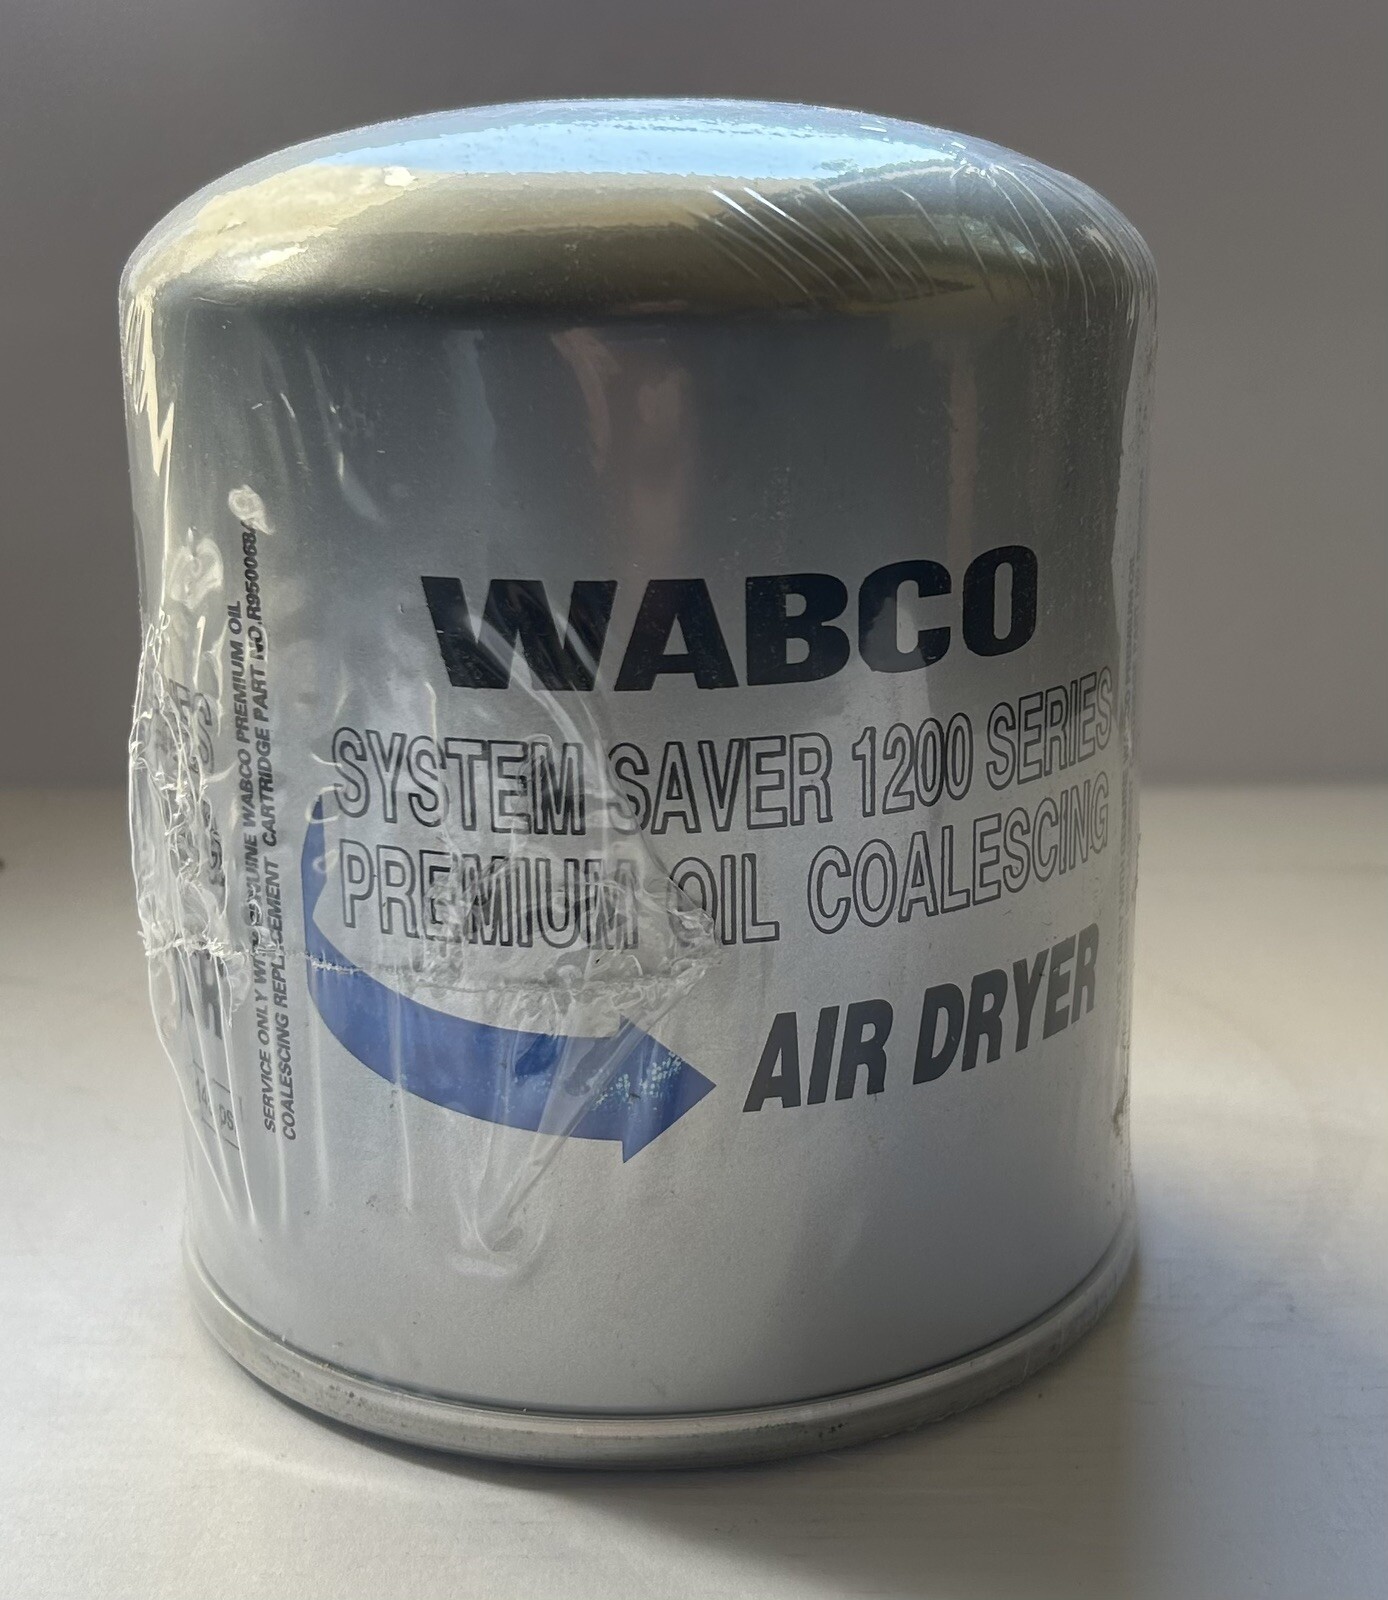 WABCO
SYSTEM SAVER 1200 SERIES
PREMIUM OIL COALESCING
AIR DRYER
SERVICE ONLY WITH GENUINE WABCO PREMIUM OIL
COALESCING REPLACEMENT CARTRIDGE PART NO.R950068A